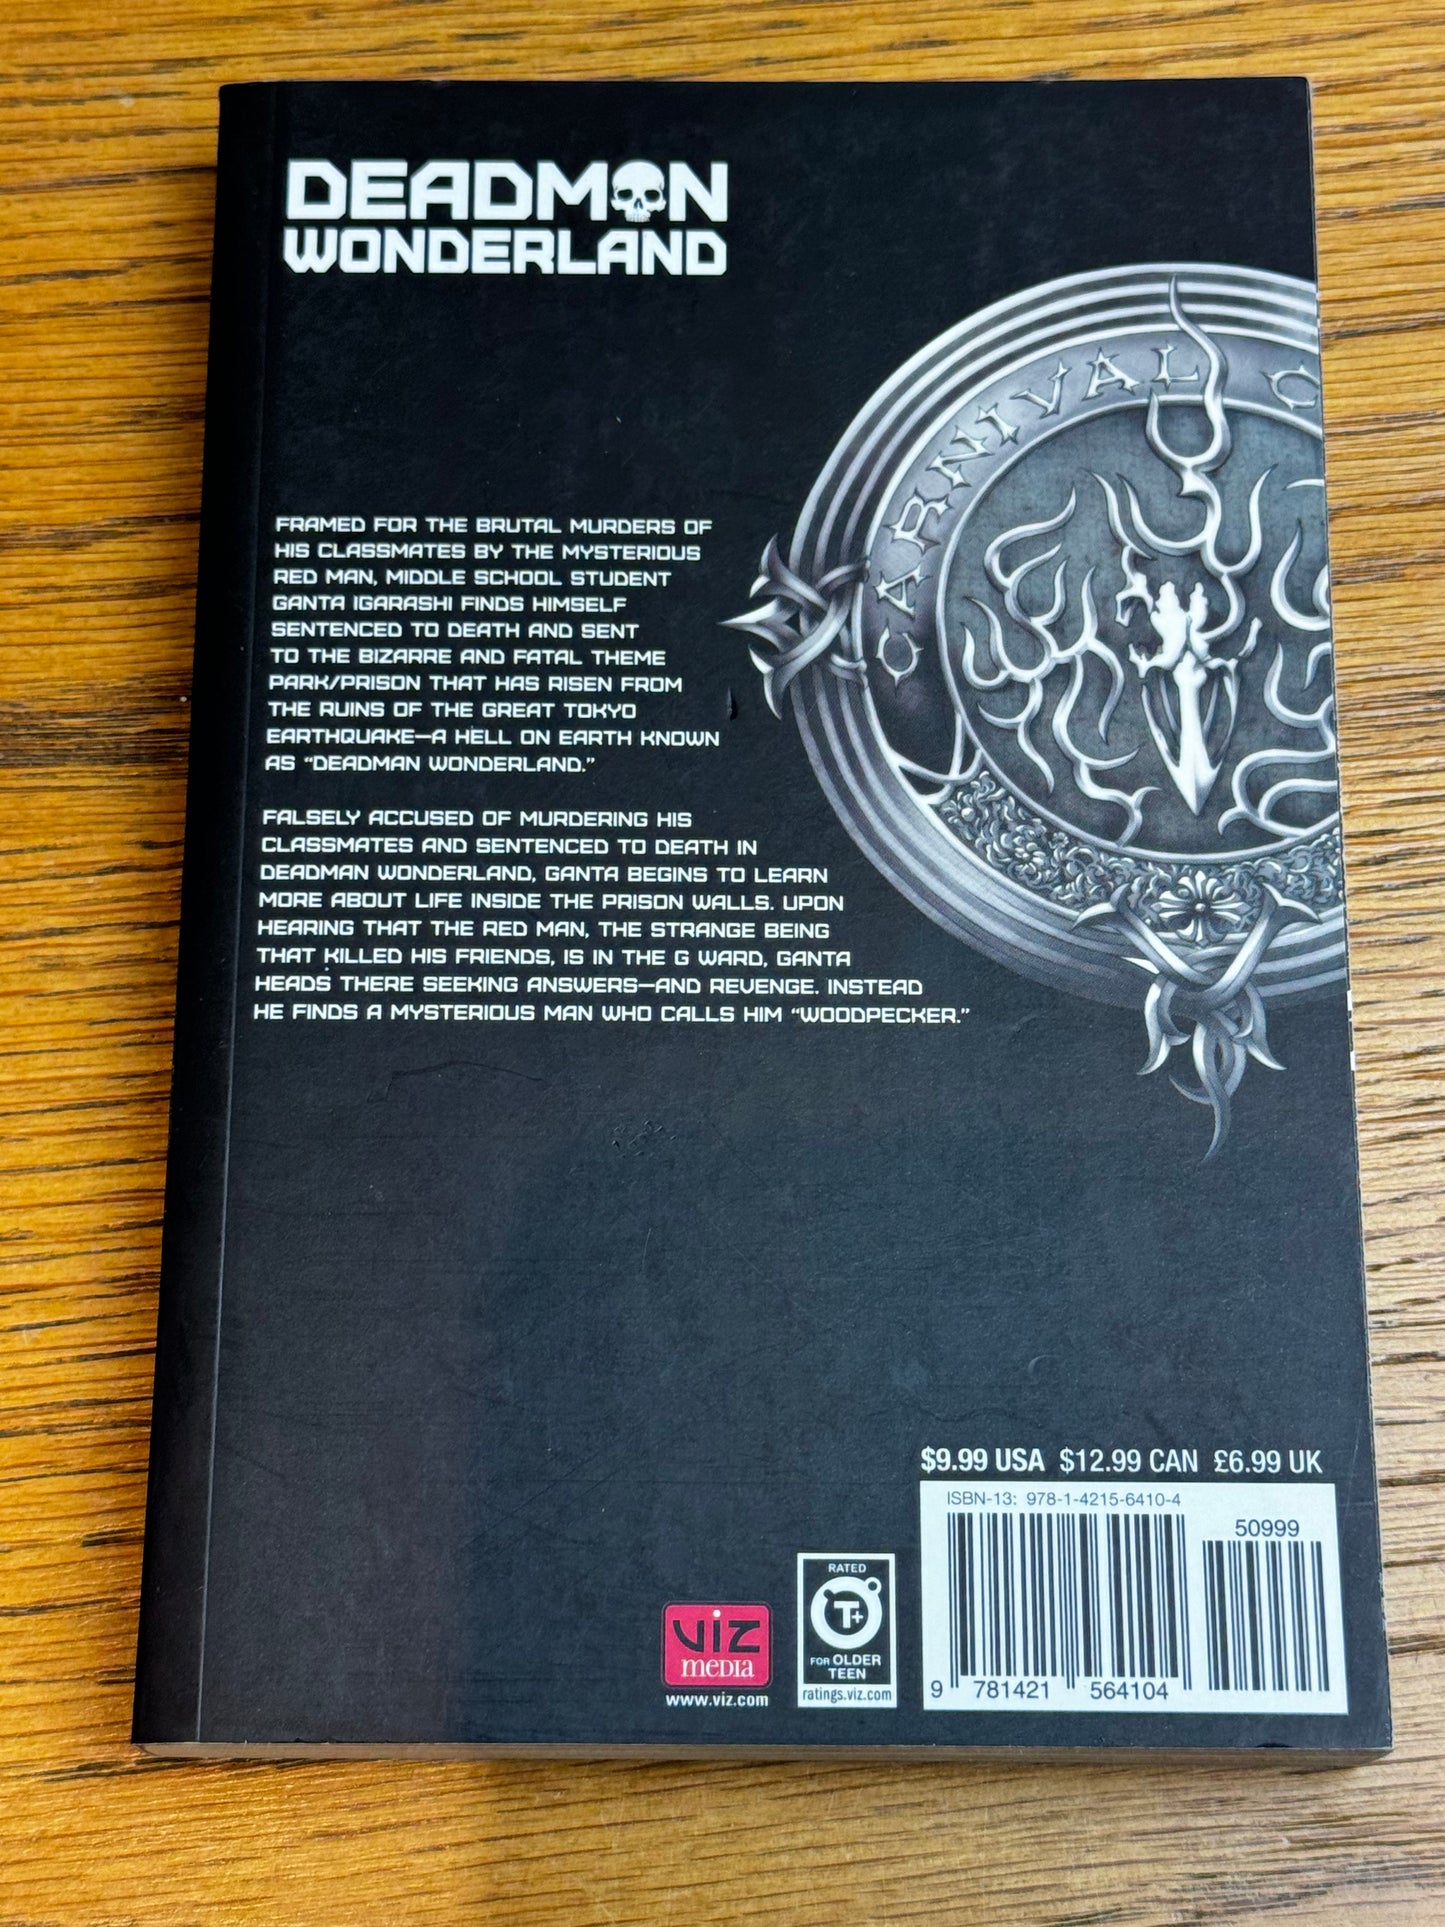 DEADMAN
WONDERLAND
CARNIVAL C
FRAMED FOR THE BRUTAL MURDERS OF
HIS CLASSMATES BY THE MYSTERIOUS
RED MAN, MIDDLE SCHOOL STUDENT
GANTA IGARASHI FINDS HIMSELF
SENTENCED TO DEATH AND SENT
TO THE BIZARRE AND FATAL THEME
PARK/PRISON THAT HAS RISEN FROM
THE RUINS OF THE GREAT TOKYO
EARTHQUAKE—A HELL ON EARTH KNOWN
AS "DEADMAN WONDERLAND."
FALSELY ACCUSED OF MURDERING HIS
CLASSMATES AND SENTENCED TO DEATH IN
DEADMAN WONDERLAND, GANTA BEGINS TO LEARN
MORE ABOUT LIFE INSIDE THE PRISON WALLS. UPON
HEARING THAT THE RED MAN, THE STRANGE BEING
THAT KILLED HIS FRIENDS, IS IN THE G WARD, GANTA
HEADS THERE SEEKING ANSWERS—AND REVENGE. INSTEAD
HE FINDS A MYSTERIOUS MAN WHO CALLS HIM "WOODPECKER."
$9.99 USA $12.99 CAN £6.99 UK
ISBN-13: 978-1-4215-6410-4
50999
9 781421 564104
RATED
T+
FOR OLDER
TEEN
ratings.viz.com
VIZ
MEDIA
www.viz.com